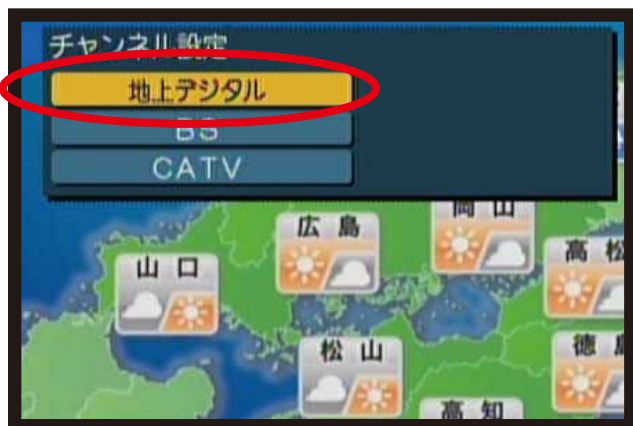 チャンネル設定
地上デジタル
BS
CATV
岡山
広島
高松
山口
松山
徳島
高知